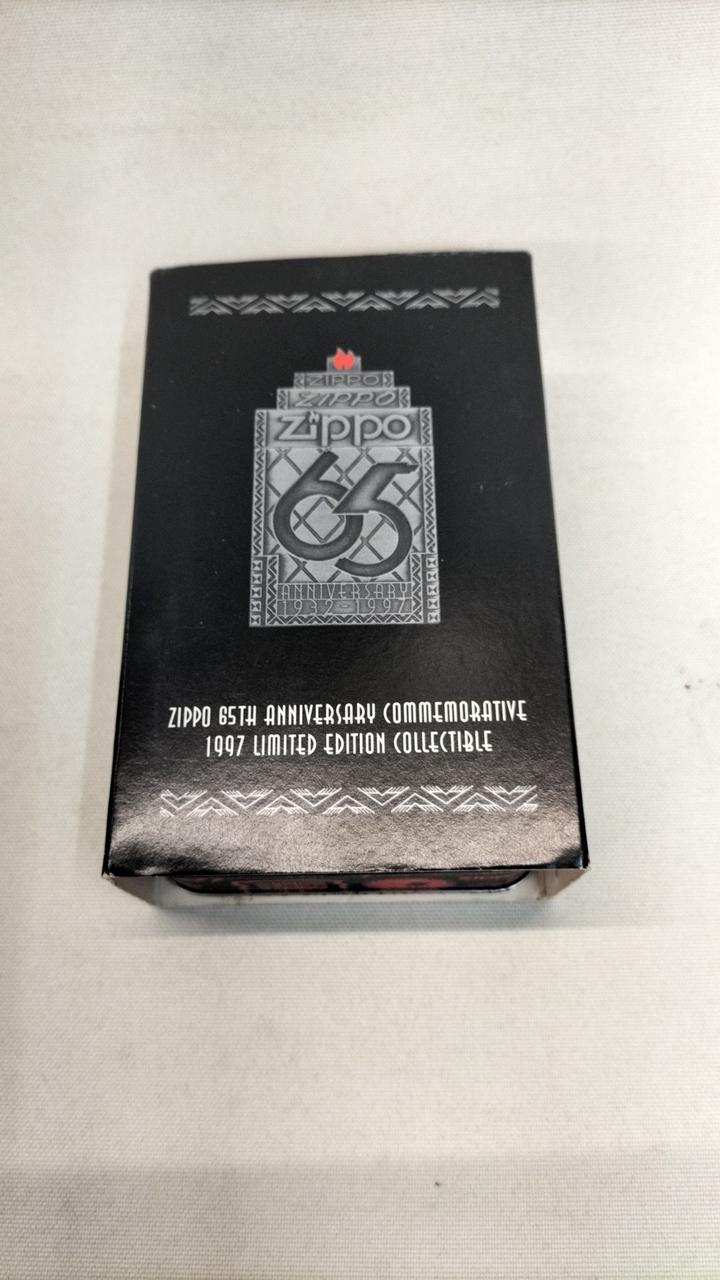 ZIPPO
ZIPPO
Zippo
65
ANNIVERSARY
1932-1997
ZIPPO 65TH ANNIVERSARY COMMEMORATIVE
1997 LIMITED EDITION COLLECTIBLE